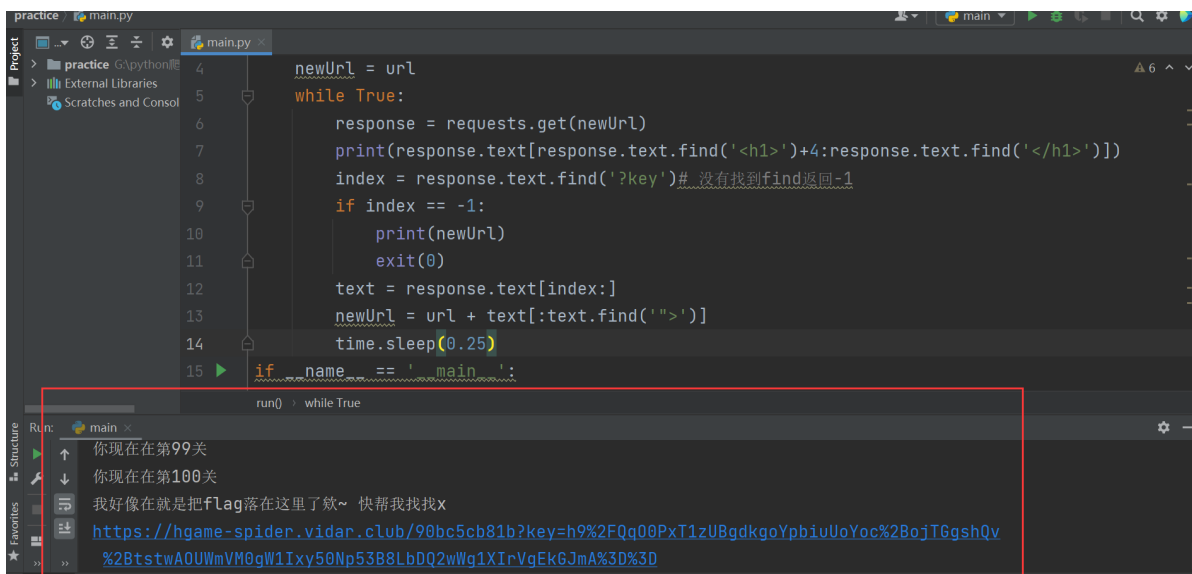 practice › main.py main
Project … main.py ×
practice G:\python爬
External Libraries
Scratches and Consol
6
4 newUrl = url
5 while True:
6 response = requests.get(newUrl)
7 print(response.text[response.text.find('<h1>')+4:response.text.find('</h1>')])
8 index = response.text.find('?key')# 没有找到find返回-1
9 if index == -1:
10 print(newUrl)
11 exit(0)
12 text = response.text[index:]
13 newUrl = url + text[:text.find('">')]
14 time.sleep(0.25)
15 if __name__ == '__main__':
run() › while True
Run: main ×
Structure
Favorites
你现在在第99关
你现在在第100关
我好像在就是把flag落在这里了欸~ 快帮我找找x
https://hgame-spider.vidar.club/90bc5cb81b?key=h9%2FQqO0PxT1zUBgdkgoYpbiuUoYoc%2BojTGgshQv
%2BtstwAOUWmVM0gW1Ixy50Np53B8LbDQ2wWg1XIrVgEkGJmA%3D%3D